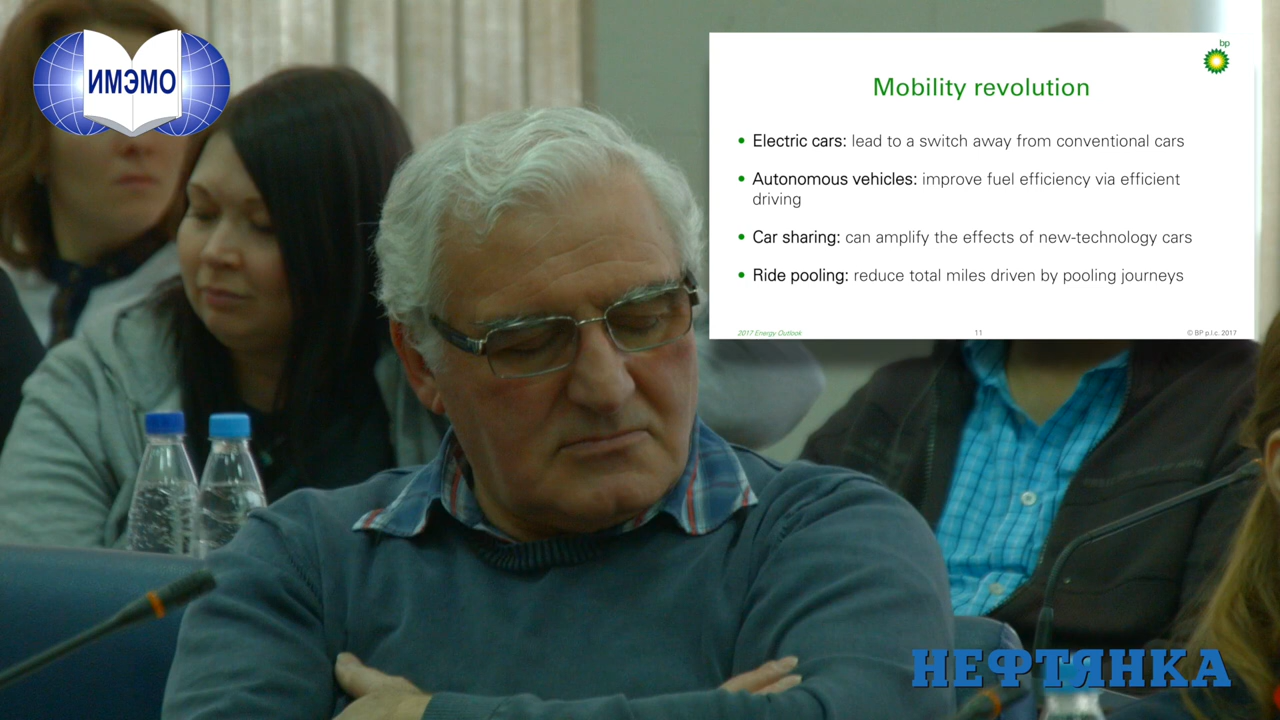 ИМЭМО
bp
Mobility revolution
• Electric cars: lead to a switch away from conventional cars
• Autonomous vehicles: improve fuel efficiency via efficient
driving
• Car sharing: can amplify the effects of new-technology cars
• Ride pooling: reduce total miles driven by pooling journeys
2017 Energy Outlook
11
© BP p.l.c. 2017
НЕФТЯНКА